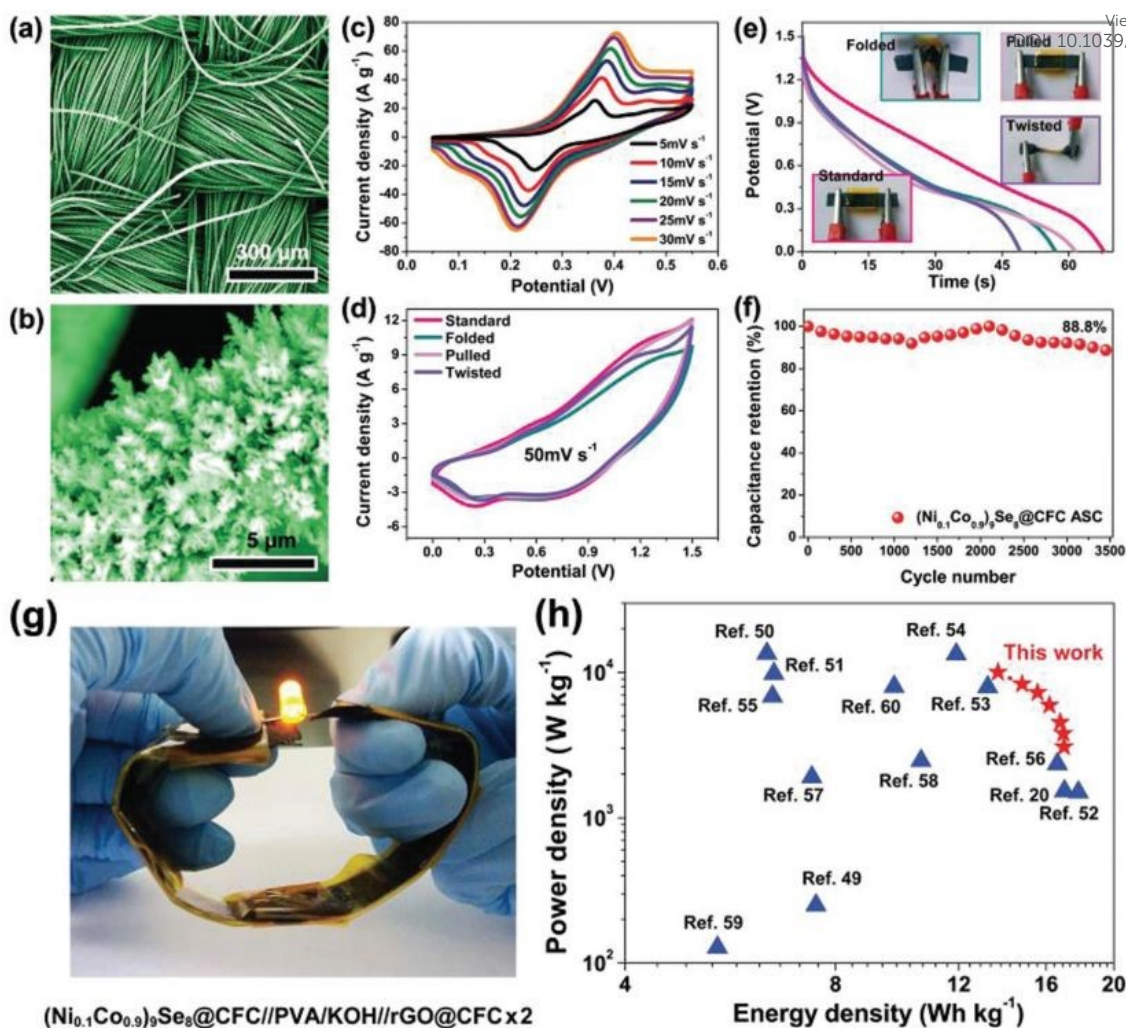 Vie
DOI: 10.1039/
(a)
300 µm
(b)
5 µm
(c)
Current density (A g⁻¹)
80
60
40
20
0
-20
-40
-60
-80
5mV s⁻¹
10mV s⁻¹
15mV s⁻¹
20mV s⁻¹
25mV s⁻¹
30mV s⁻¹
0.0 0.1 0.2 0.3 0.4 0.5 0.6
Potential (V)
(d)
Current density (A g⁻¹)
12
9
6
3
0
-3
-6
Standard
Folded
Pulled
Twisted
50mV s⁻¹
0.0 0.3 0.6 0.9 1.2 1.5
Potential (V)
(e)
Potential (V)
1.5
1.2
0.9
0.6
0.3
0.0
Folded
Pulled
Twisted
Standard
0 15 30 45 60
Time (s)
(f)
Capacitance retention (%)
100
80
60
40
20
0
88.8%
(Ni₀.₁Co₀.₉)₉Se₈@CFC ASC
0 500 1000 1500 2000 2500 3000 3500
Cycle number
(g)
(Ni₀.₁Co₀.₉)₉Se₈@CFC//PVA/KOH//rGO@CFC x 2
(h)
Power density (W kg⁻¹)
10⁴
10³
10²
Ref. 50
Ref. 54
Ref. 51
This work
Ref. 55
Ref. 60
Ref. 53
Ref. 56
Ref. 58
Ref. 57
Ref. 20
Ref. 52
Ref. 49
Ref. 59
4 8 12 16 20
Energy density (Wh kg⁻¹)